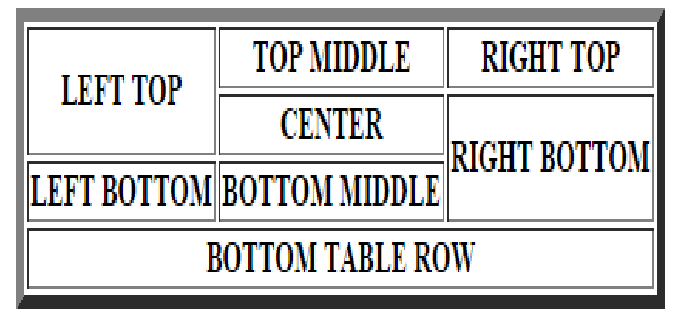 LEFT TOP
TOP MIDDLE
RIGHT TOP
CENTER
RIGHT BOTTOM
LEFT BOTTOM
BOTTOM MIDDLE
BOTTOM TABLE ROW